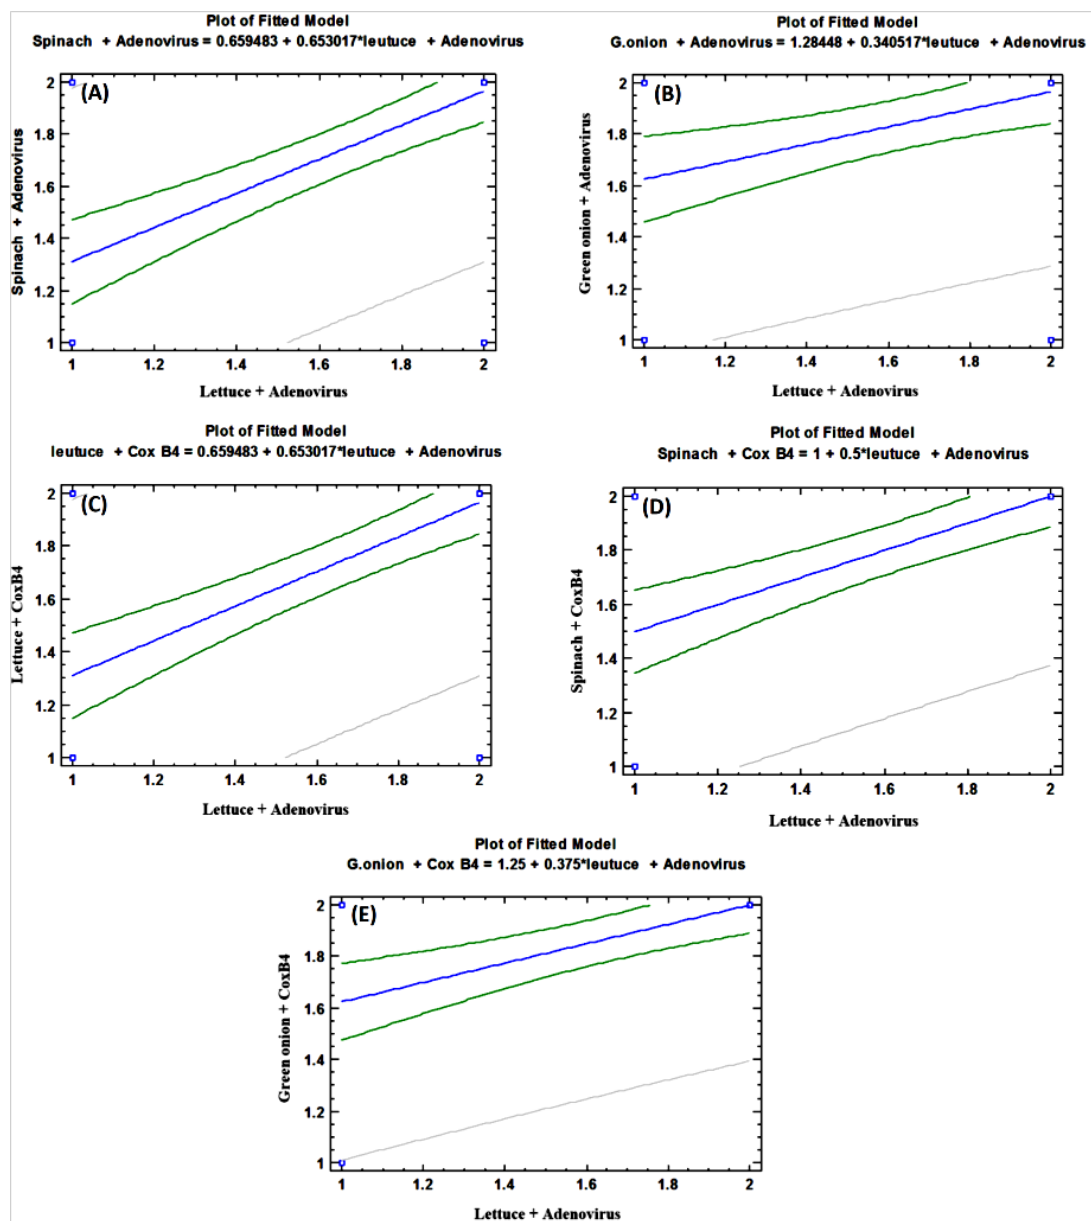 Plot of Fitted Model
Spinach + Adenovirus = 0.659483 + 0.653017*leutuce + Adenovirus
(A)
Spinach + Adenovirus
2
1.8
1.6
1.4
1.2
1
1 1.2 1.4 1.6 1.8 2
Lettuce + Adenovirus
Plot of Fitted Model
G.onion + Adenovirus = 1.28448 + 0.340517*leutuce + Adenovirus
(B)
Green onion + Adenovirus
2
1.8
1.6
1.4
1.2
1
1 1.2 1.4 1.6 1.8 2
Lettuce + Adenovirus
Plot of Fitted Model
leutuce + Cox B4 = 0.659483 + 0.653017*leutuce + Adenovirus
(C)
Lettuce + CoxB4
2
1.8
1.6
1.4
1.2
1
1 1.2 1.4 1.6 1.8 2
Lettuce + Adenovirus
Plot of Fitted Model
Spinach + Cox B4 = 1 + 0.5*leutuce + Adenovirus
(D)
Spinach + CoxB4
2
1.8
1.6
1.4
1.2
1
1 1.2 1.4 1.6 1.8 2
Lettuce + Adenovirus
Plot of Fitted Model
G.onion + Cox B4 = 1.25 + 0.375*leutuce + Adenovirus
(E)
Green onion + CoxB4
2
1.8
1.6
1.4
1.2
1
1 1.2 1.4 1.6 1.8 2
Lettuce + Adenovirus